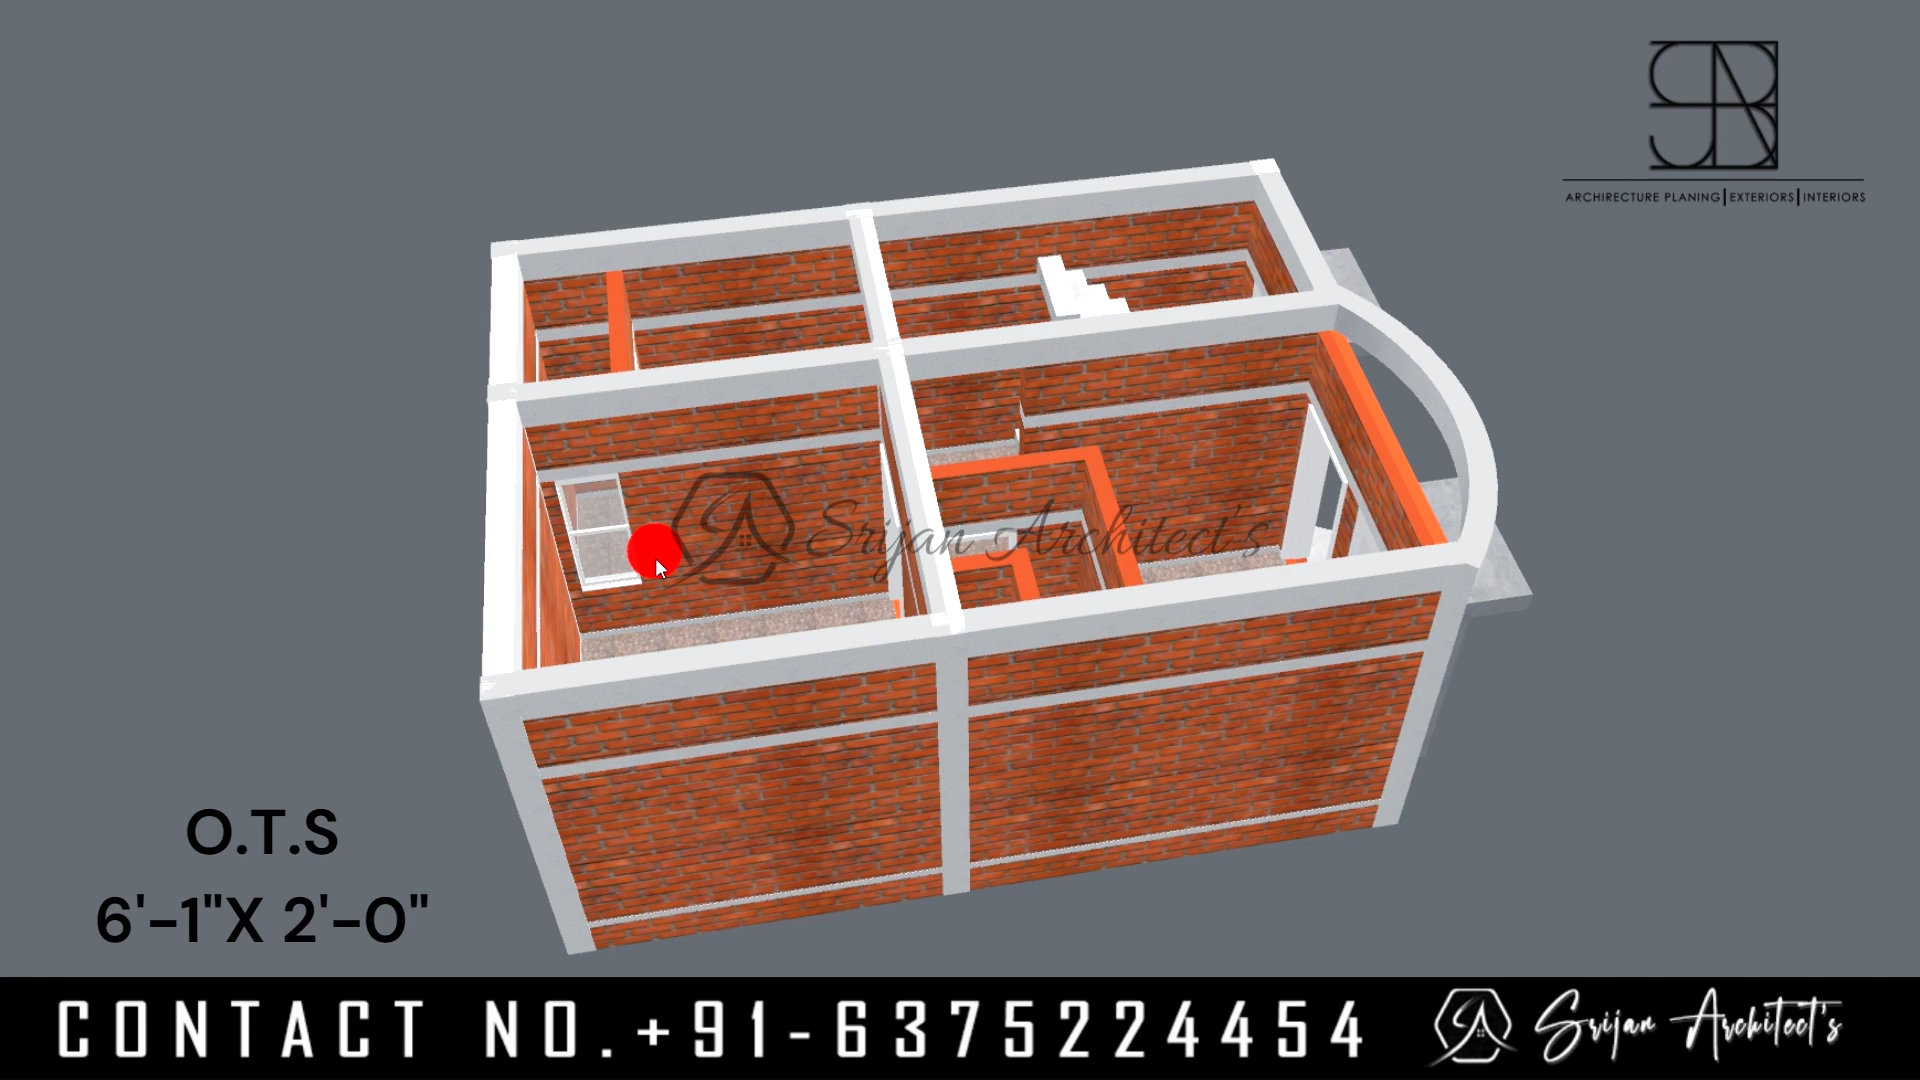 ARCHIRECTURE PLANING|EXTERIORS|INTERIORS
Srijan Architect's
O.T.S
6'-1"X 2'-0"
CONTACT NO.+91-6375224454
Srijan Architect's